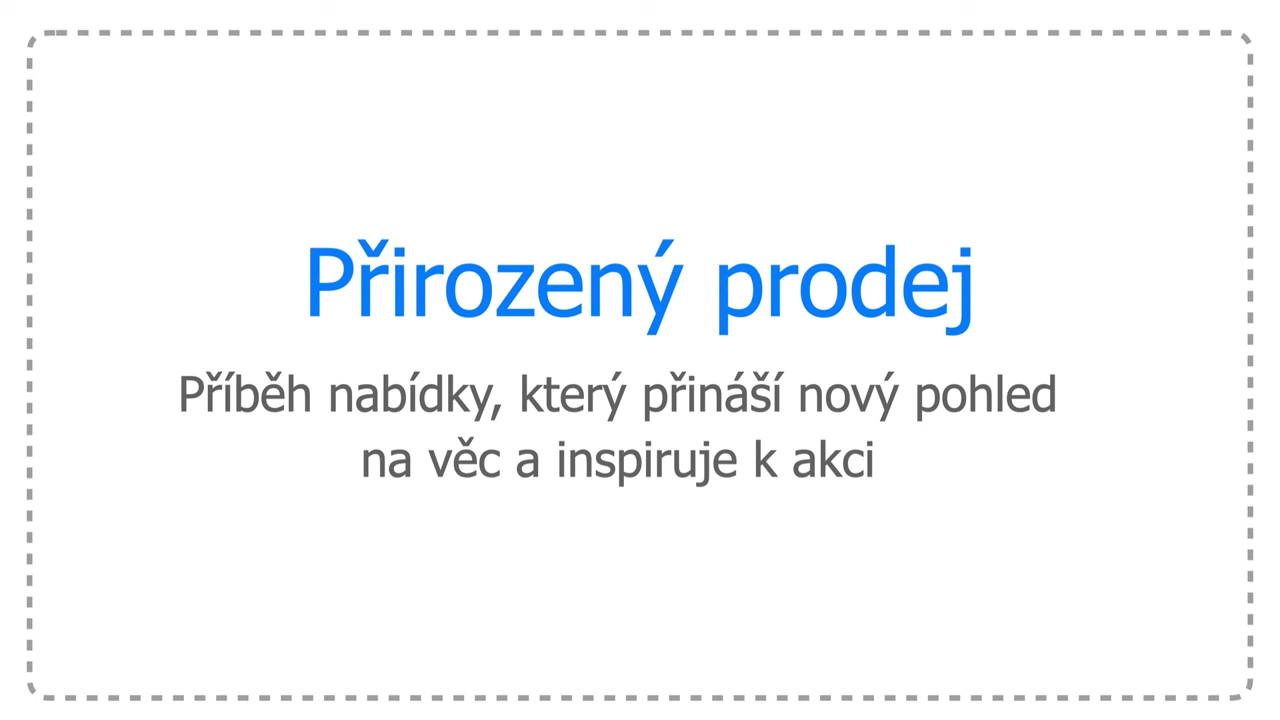 Přirozený prodej
Příběh nabídky, který přináší nový pohled
na věc a inspiruje k akci